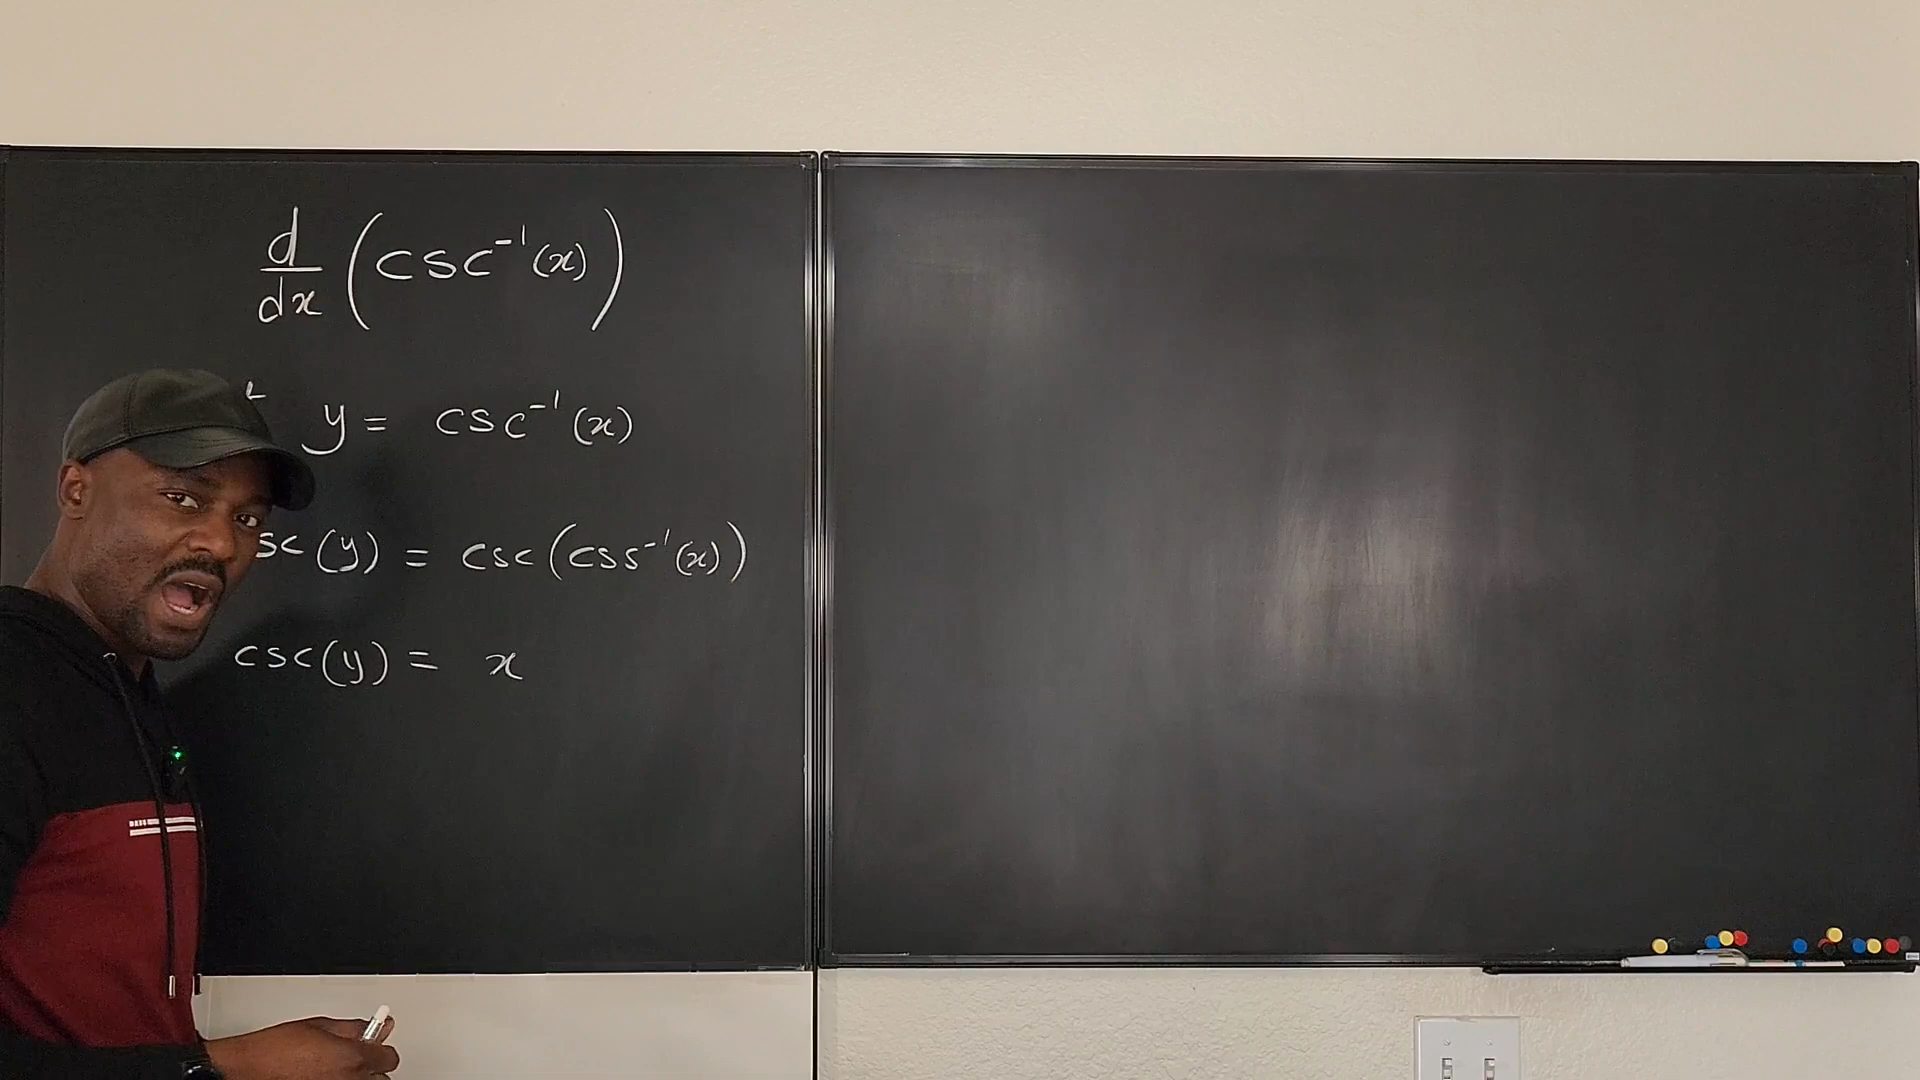 d/dx (csc⁻¹(x))
y = csc⁻¹(x)
sc(y) = csc(css⁻¹(x))
csc(y) = x